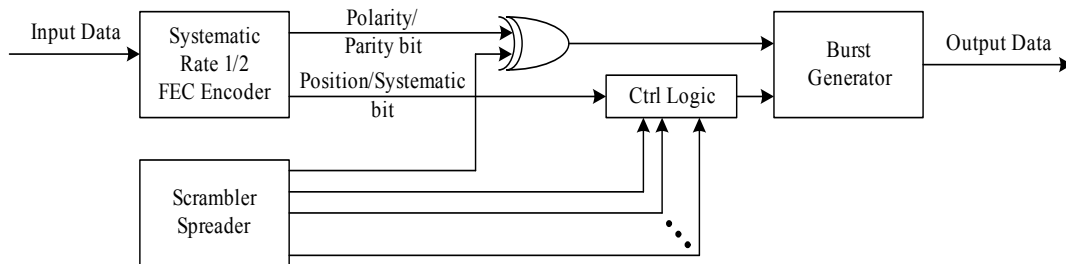 Input Data
Systematic
Rate 1/2
FEC Encoder
Polarity/
Parity bit
Position/Systematic
bit
Ctrl Logic
Burst
Generator
Output Data
Scrambler
Spreader